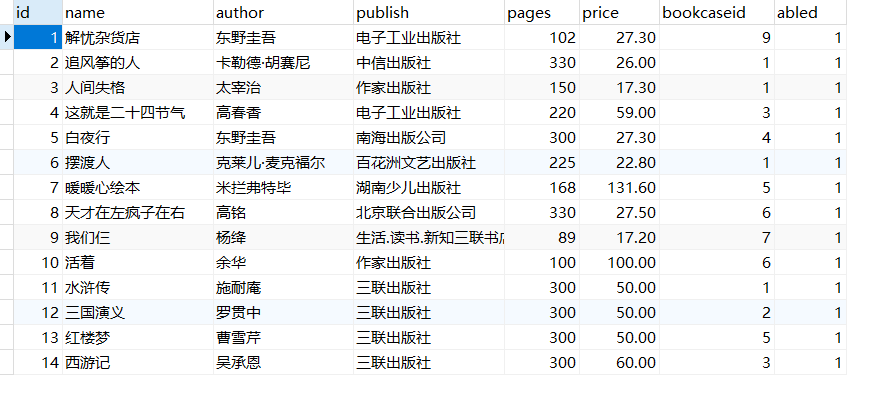 id name author publish pages price bookcaseid abled
1 解忧杂货店 东野圭吾 电子工业出版社 102 27.30 9 1
2 追风筝的人 卡勒德·胡赛尼 中信出版社 330 26.00 1 1
3 人间失格 太宰治 作家出版社 150 17.30 1 1
4 这就是二十四节气 高春香 电子工业出版社 220 59.00 3 1
5 白夜行 东野圭吾 南海出版公司 300 27.30 4 1
6 摆渡人 克莱儿·麦克福尔 百花洲文艺出版社 225 22.80 1 1
7 暖暖心绘本 米拦弗特毕 湖南少儿出版社 168 131.60 5 1
8 天才在左疯子在右 高铭 北京联合出版公司 330 27.50 6 1
9 我们仨 杨绛 生活.读书.新知三联书店 89 17.20 7 1
10 活着 余华 作家出版社 100 100.00 6 1
11 水浒传 施耐庵 三联出版社 300 50.00 1 1
12 三国演义 罗贯中 三联出版社 300 50.00 2 1
13 红楼梦 曹雪芹 三联出版社 300 50.00 5 1
14 西游记 吴承恩 三联出版社 300 60.00 3 1